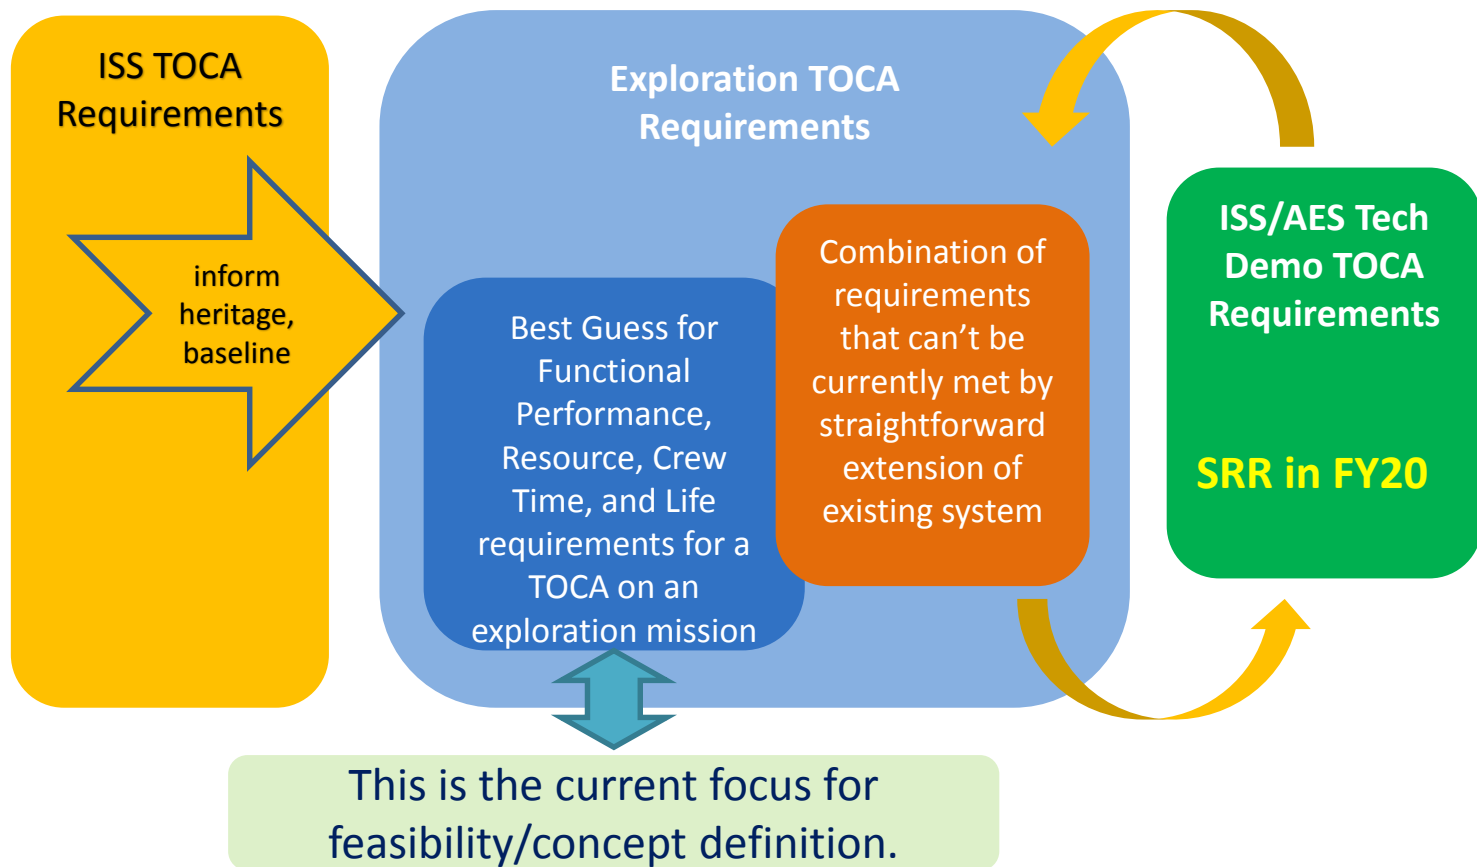 ISS TOCA
Requirements
inform
heritage,
baseline
Exploration TOCA
Requirements
Best Guess for
Functional
Performance,
Resource, Crew
Time, and Life
requirements for a
TOCA on an
exploration mission
Combination of
requirements
that can’t be
currently met by
straightforward
extension of
existing system
ISS/AES Tech
Demo TOCA
Requirements
SRR in FY20
This is the current focus for
feasibility/concept definition.